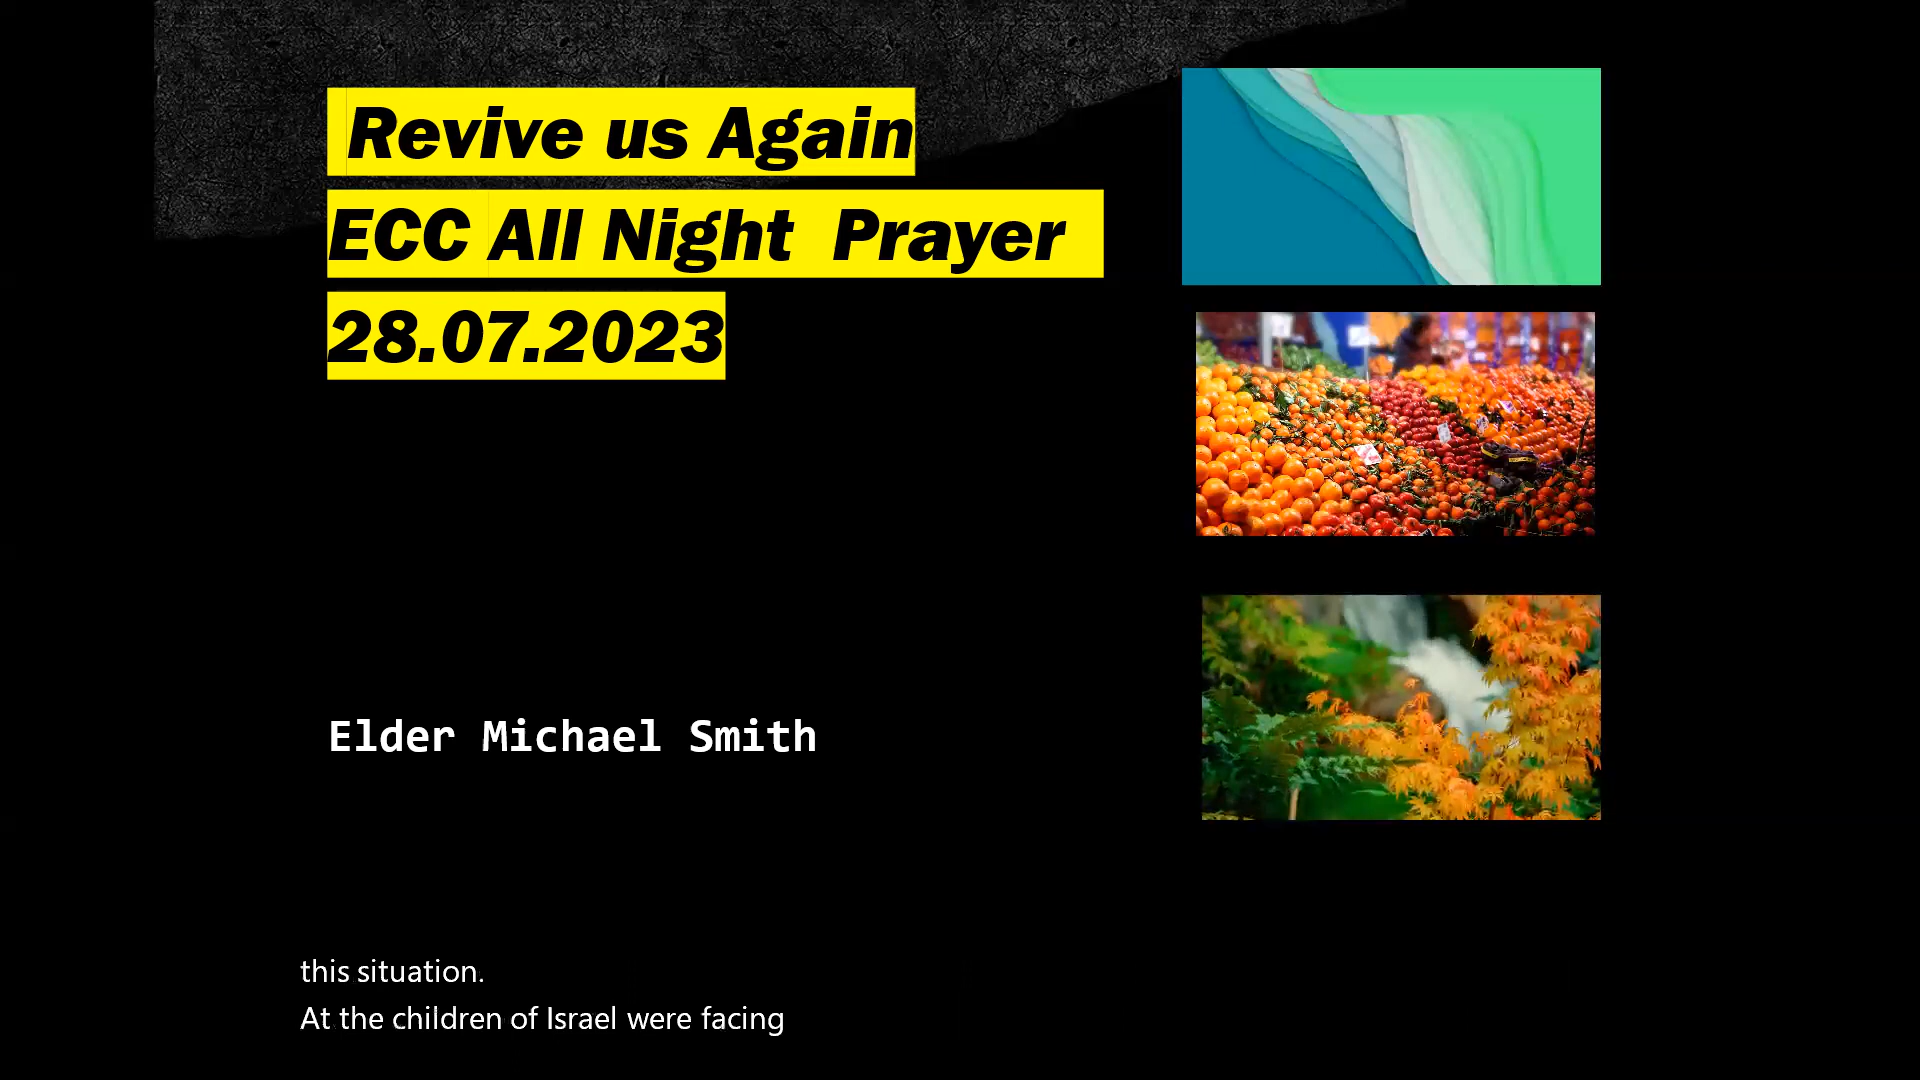 Revive us Again
ECC All Night Prayer
28.07.2023
Elder Michael Smith
this situation.
At the children of Israel were facing